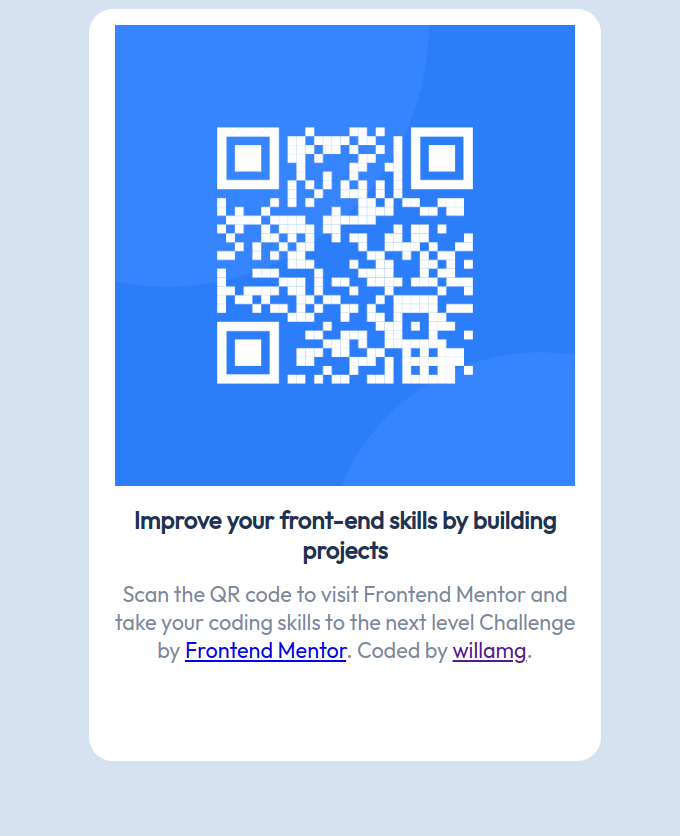 Improve your front-end skills by building
projects
Scan the QR code to visit Frontend Mentor and
take your coding skills to the next level Challenge
by Frontend Mentor. Coded by willamg.